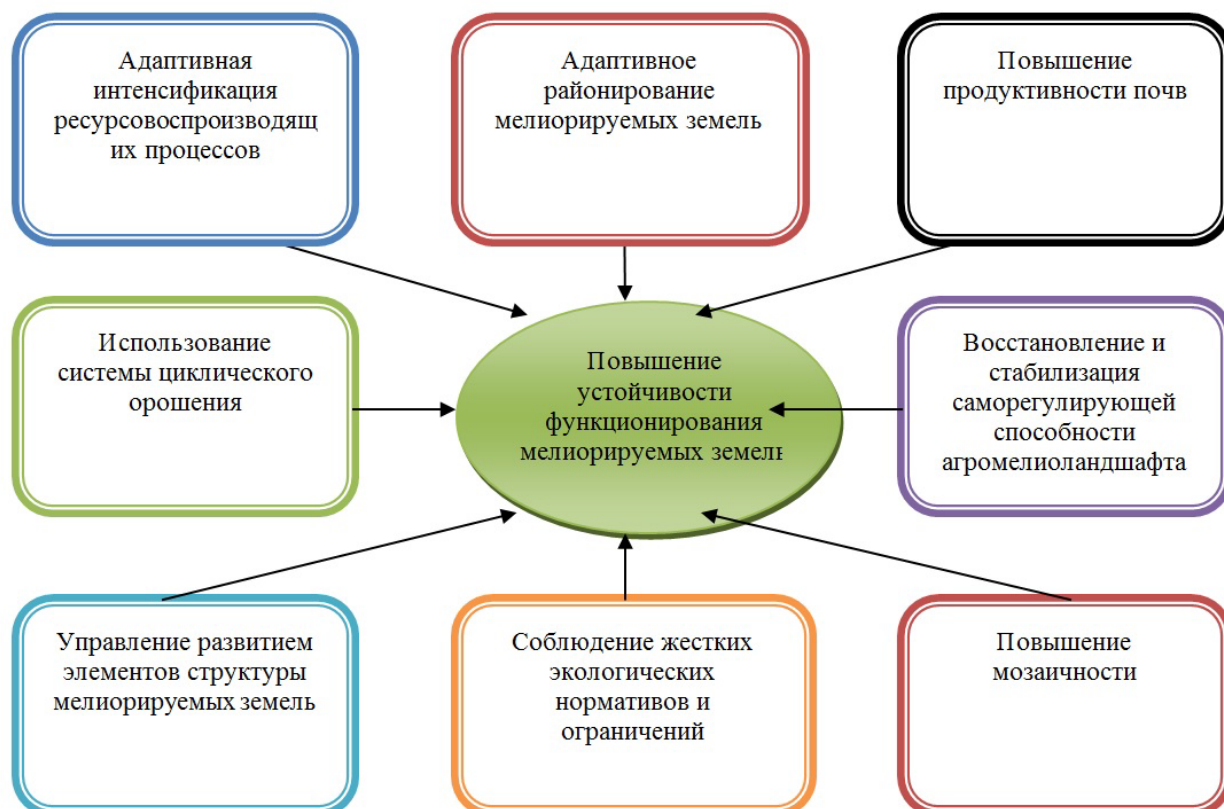 Адаптивная
интенсификация
ресурсовоспроизводящ
их процессов
Адаптивное
районирование
мелиорируемых земель
Повышение
продуктивности почв
Использование
системы циклического
орошения
Повышение
устойчивости
функционирования
мелиорируемых земель
Восстановление и
стабилизация
саморегулирующей
способности
агромелиоландшафта
Управление развитием
элементов структуры
мелиорируемых земель
Соблюдение жестких
экологических
нормативов и
ограничений
Повышение
мозаичности